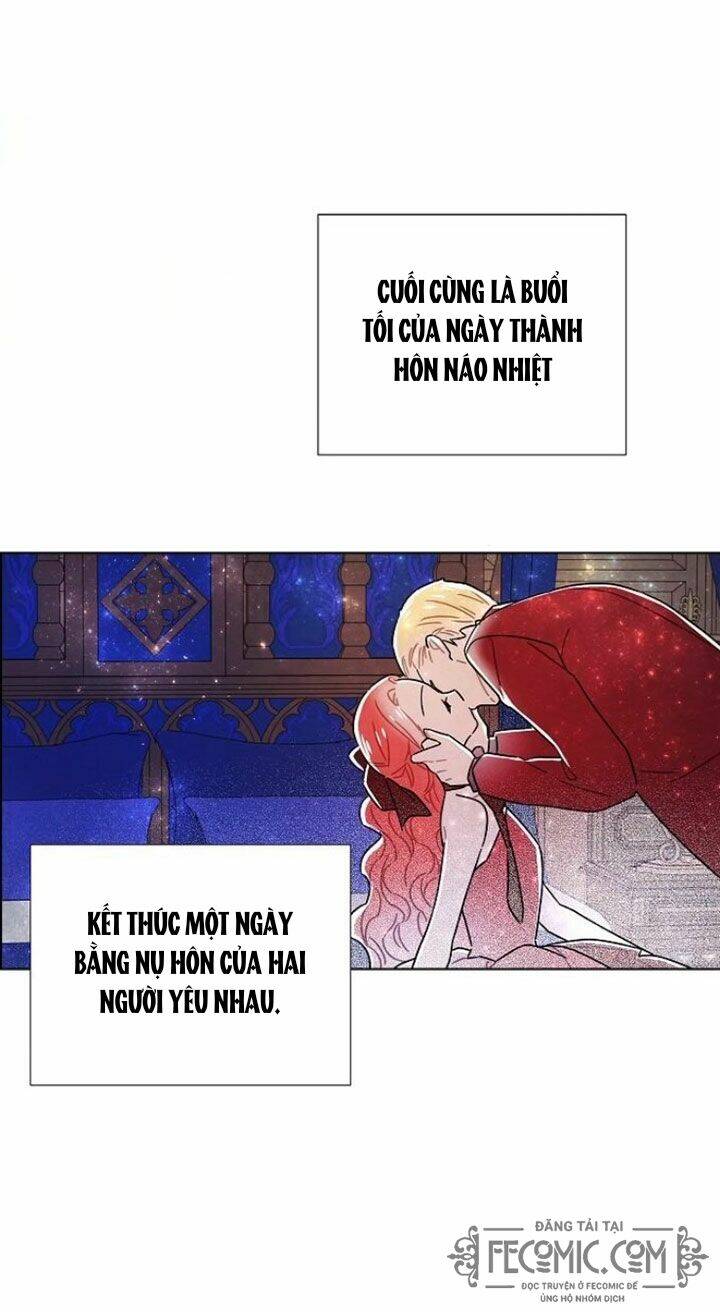 CUỐI CÙNG LÀ BUỔI
TỐI CỦA NGÀY THÀNH
HÔN NÁO NHIỆT
KẾT THÚC MỘT NGÀY
BẰNG NỤ HÔN CỦA HAI
NGƯỜI YÊU NHAU.
ĐĂNG TẢI TẠI
FECOMIC.COM
ĐỌC TRUYỆN Ở FECOMIC ĐỂ
ỦNG HỘ NHÓM DỊCH